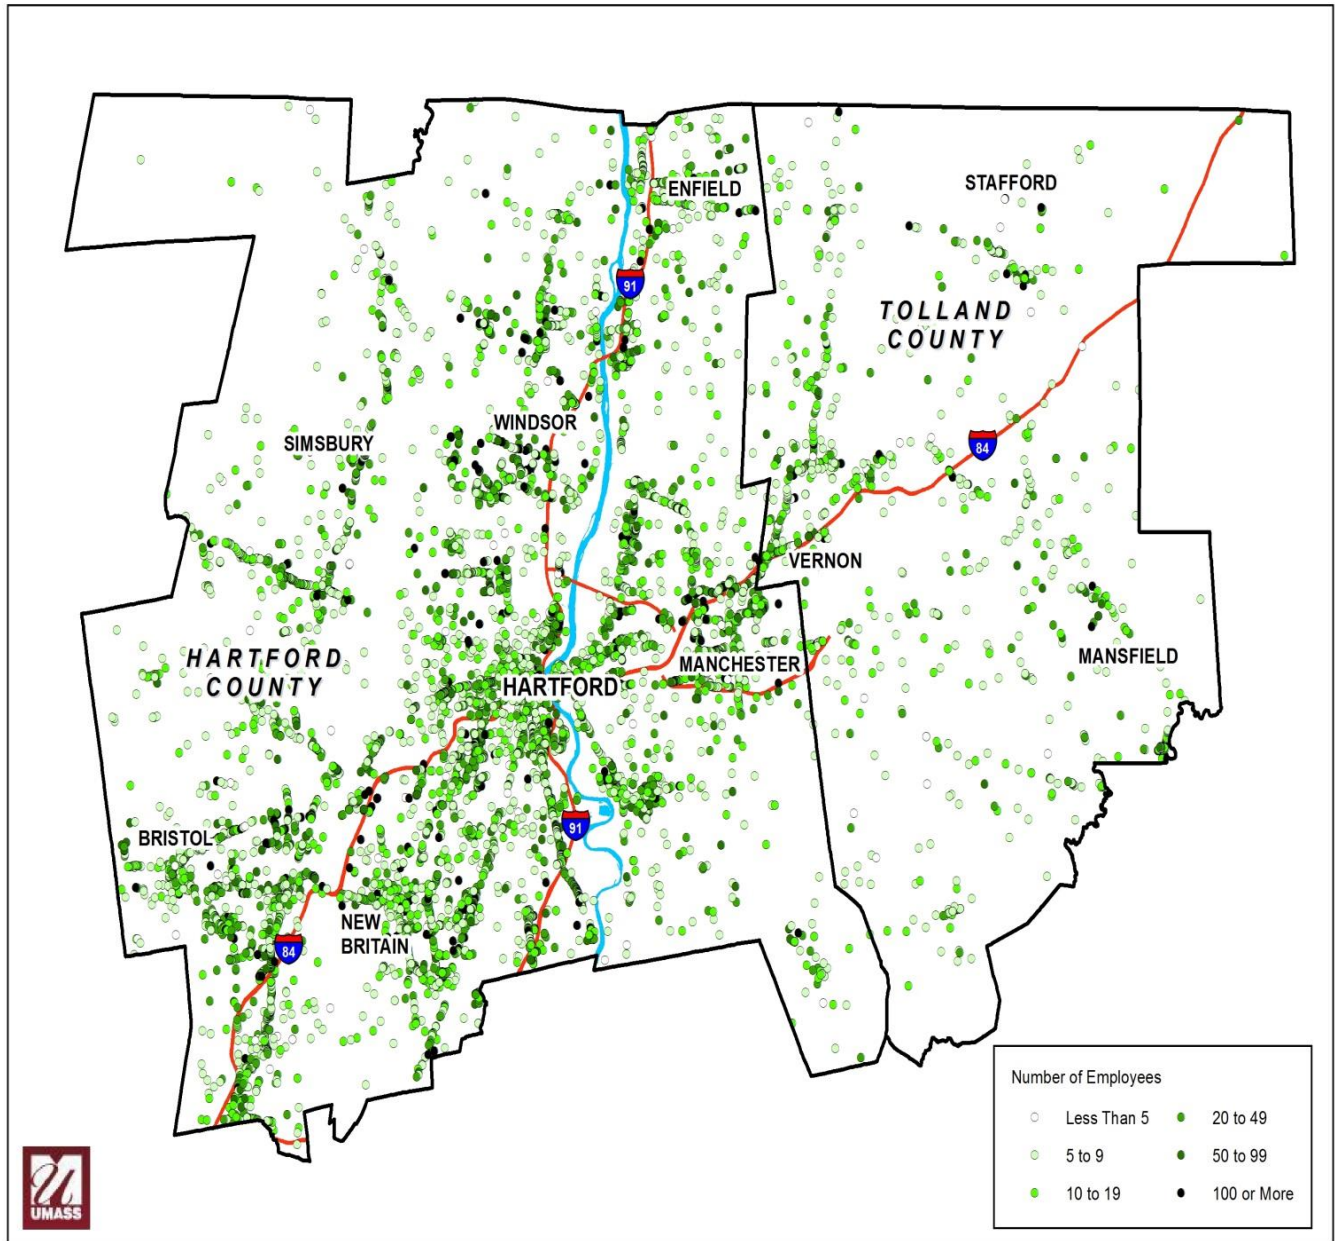 ENFIELD
STAFFORD
91
TOLLAND
COUNTY
WINDSOR
SIMSBURY
84
VERNON
HARTFORD
COUNTY
MANCHESTER
MANSFIELD
HARTFORD
91
BRISTOL
NEW
BRITAIN
84
Number of Employees
Less Than 5
20 to 49
5 to 9
50 to 99
10 to 19
100 or More
UMASS